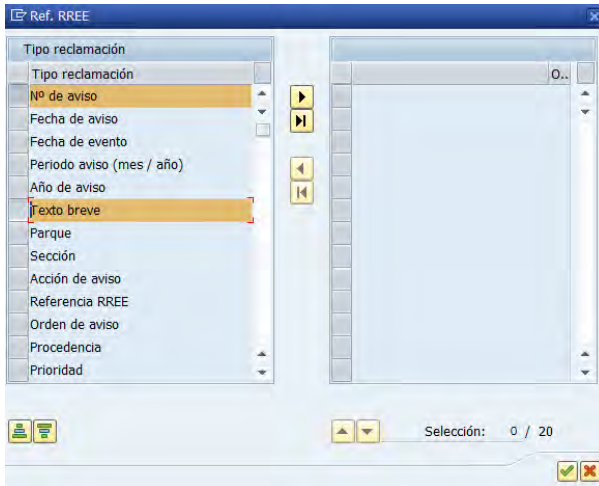 Ref. RREE
Tipo reclamación
Tipo reclamación
O..
Nº de aviso
Fecha de aviso
Fecha de evento
Periodo aviso (mes / año)
Año de aviso
Texto breve
Parque
Sección
Acción de aviso
Referencia RREE
Orden de aviso
Procedencia
Prioridad
Selección: 0 / 20